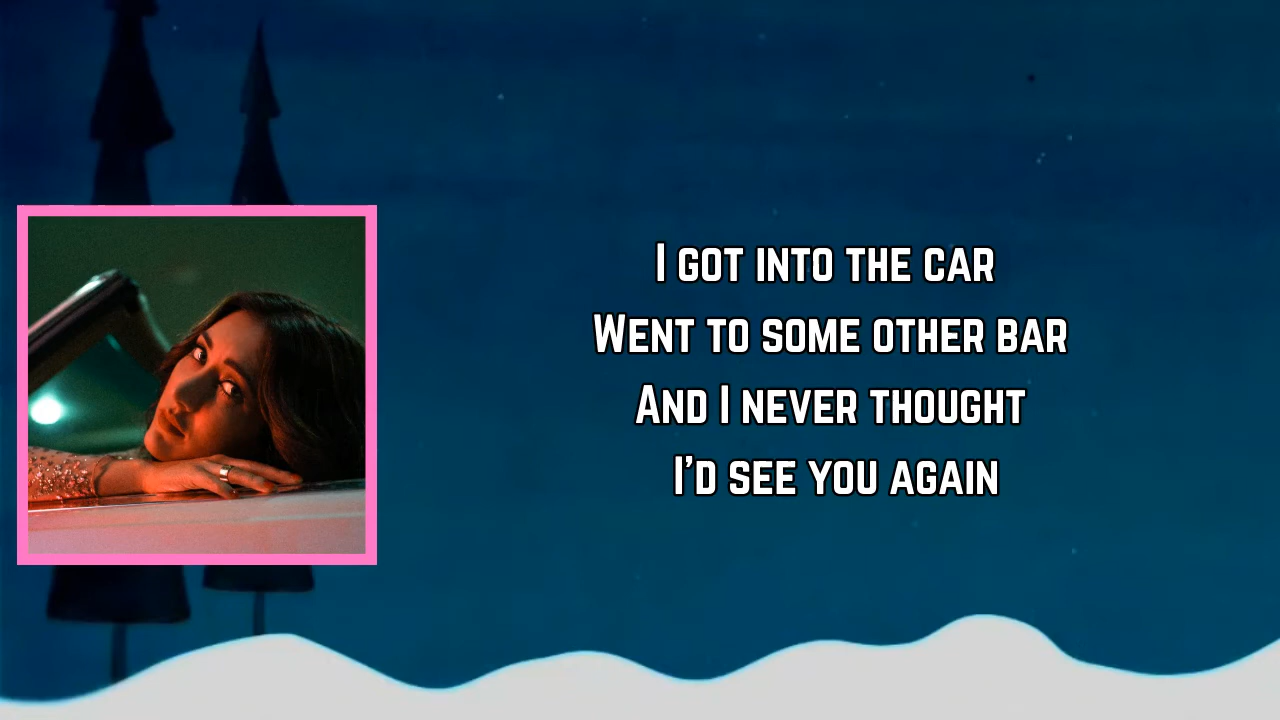 I GOT INTO THE CAR
WENT TO SOME OTHER BAR
AND I NEVER THOUGHT
I'D SEE YOU AGAIN